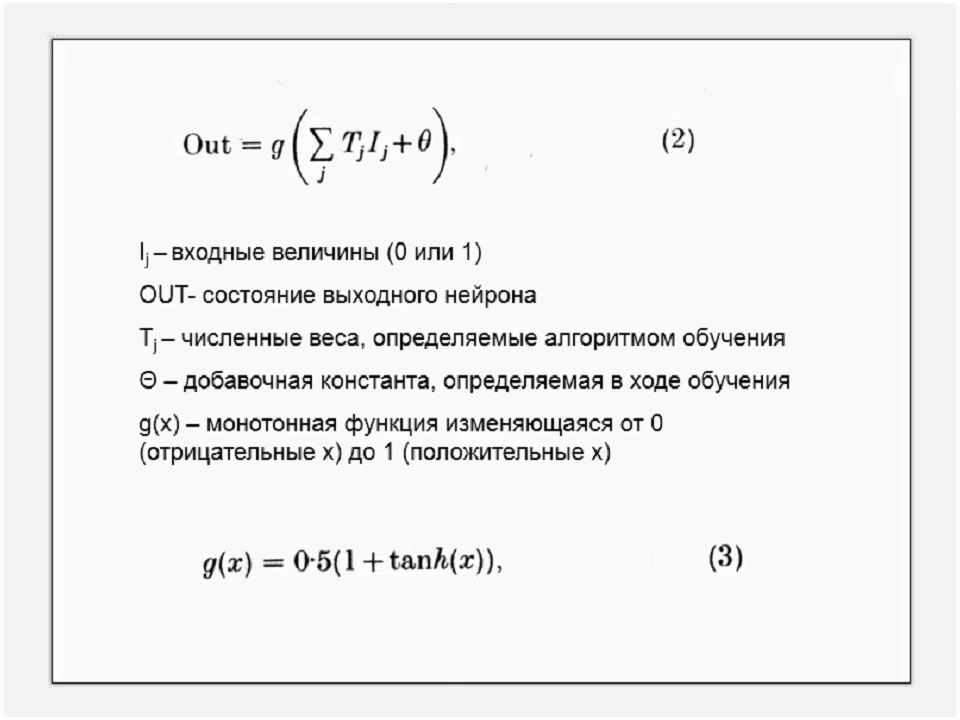 Out = g(∑_j T_j I_j + θ), (2)
I_j – входные величины (0 или 1)
OUT- состояние выходного нейрона
T_j – численные веса, определяемые алгоритмом обучения
Θ – добавочная константа, определяемая в ходе обучения
g(x) – монотонная функция изменяющаяся от 0
(отрицательные x) до 1 (положительные x)
g(x) = 0·5(1 + tanh(x)), (3)